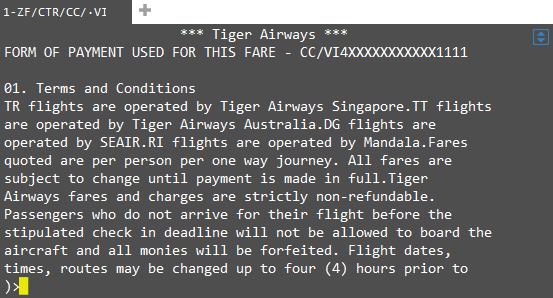 1-ZF/CTR/CC/·VI
*** Tiger Airways ***
FORM OF PAYMENT USED FOR THIS FARE - CC/VI4XXXXXXXXXXX1111
01. Terms and Conditions
TR flights are operated by Tiger Airways Singapore.TT flights
are operated by Tiger Airways Australia.DG flights are
operated by SEAIR.RI flights are operated by Mandala.Fares
quoted are per person per one way journey. All fares are
subject to change until payment is made in full.Tiger
Airways fares and charges are strictly non-refundable.
Passengers who do not arrive for their flight before the
stipulated check in deadline will not be allowed to board the
aircraft and all monies will be forfeited. Flight dates,
times, routes may be changed up to four (4) hours prior to
)>